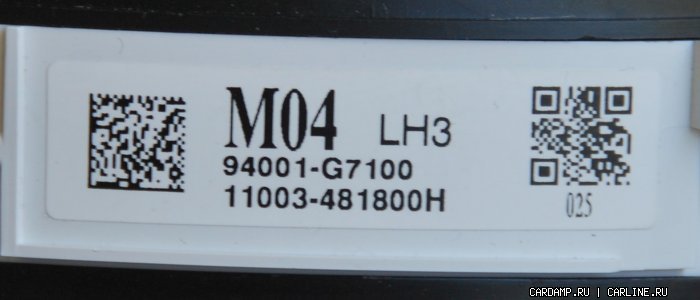 M04 LH3
94001-G7100
11003-481800H
025
CARDAMP.RU | CARLINE.RU